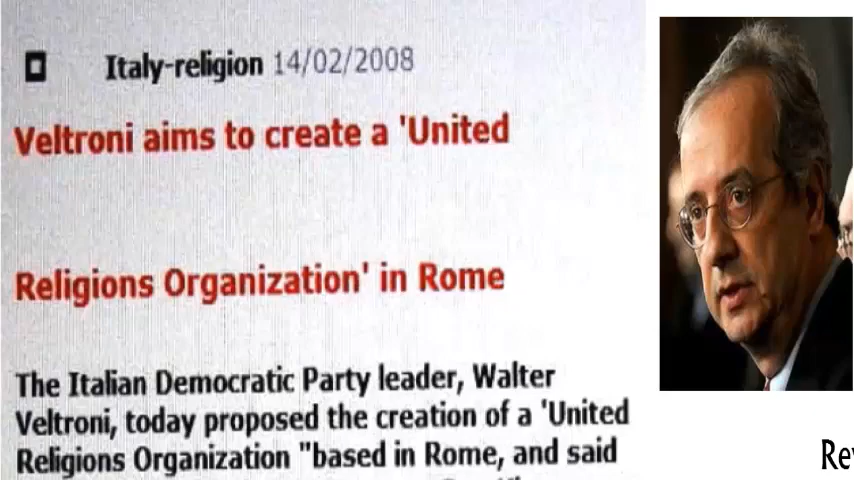 Italy-religion 14/02/2008
Veltroni aims to create a 'United
Religions Organization' in Rome
The Italian Democratic Party leader, Walter
Veltroni, today proposed the creation of a 'United
Religions Organization "based in Rome, and said